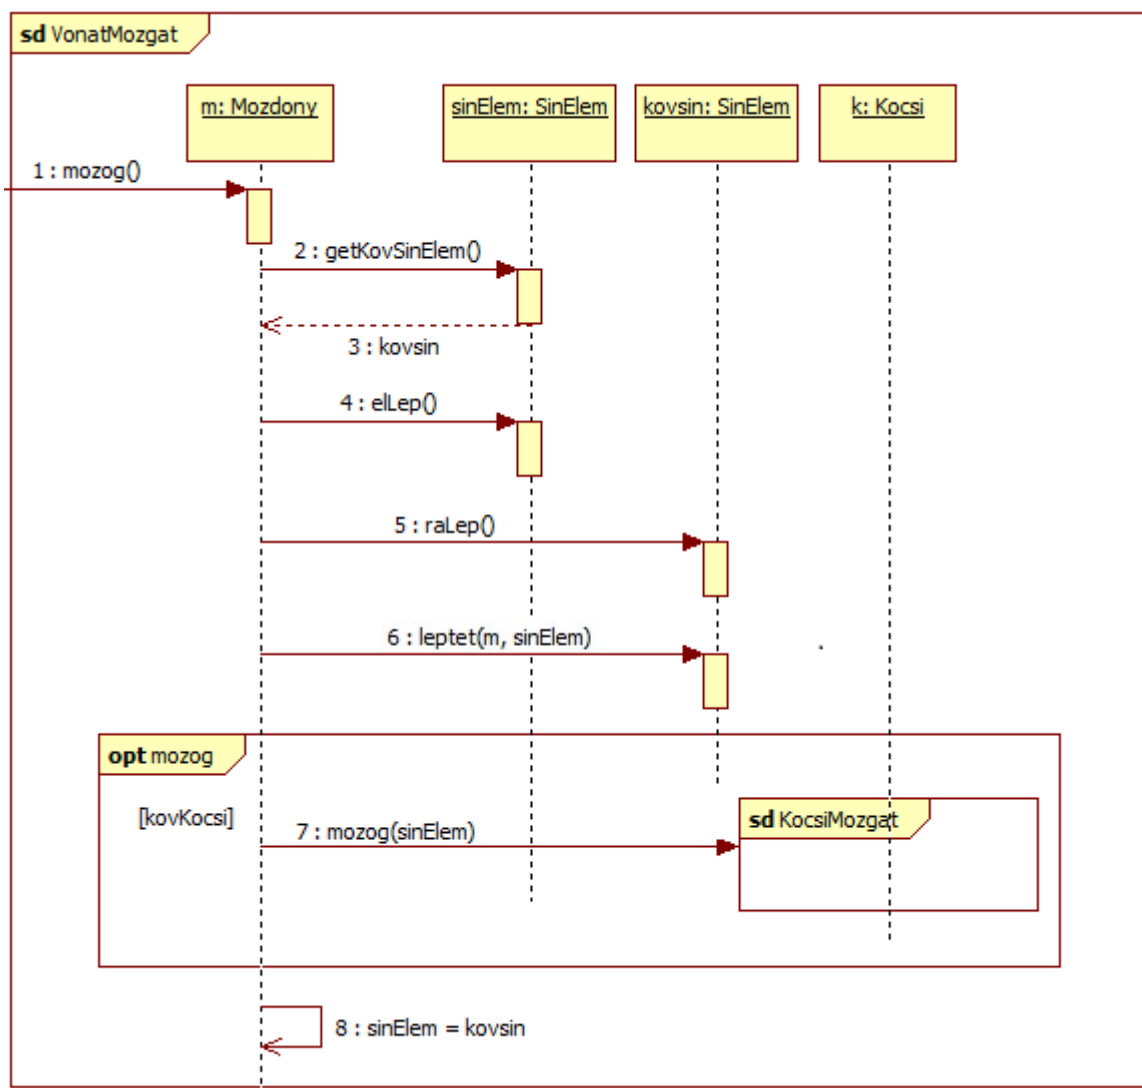 sd VonatMozgat
m: Mozdony
sinElem: SinElem
kovsin: SinElem
k: Kocsi
1 : mozog()
2 : getKovSinElem()
3 : kovsin
4 : elLep()
5 : raLep()
6 : leptet(m, sinElem)
opt mozog
[kovKocsi]
7 : mozog(sinElem)
sd KocsiMozgat
8 : sinElem = kovsin